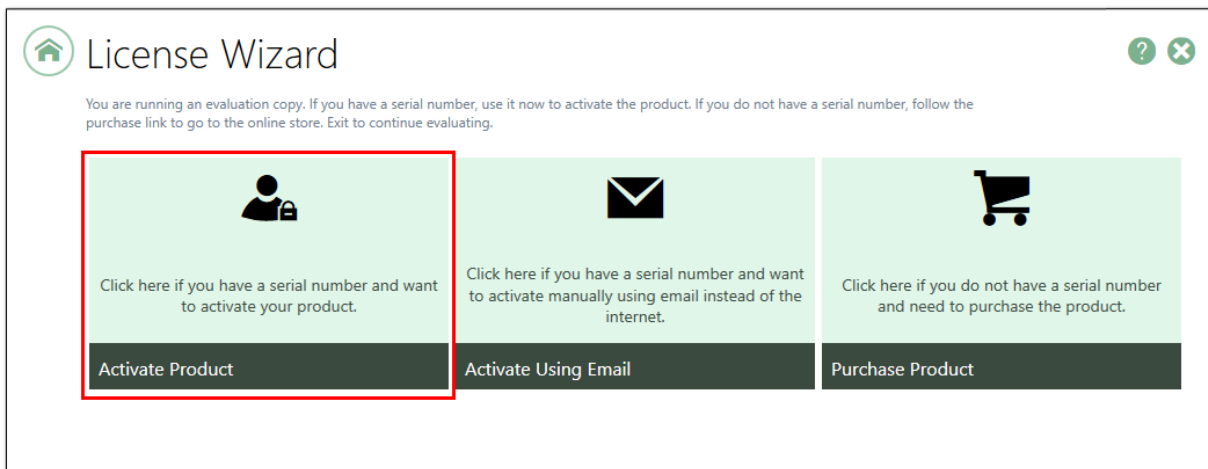 License Wizard
You are running an evaluation copy. If you have a serial number, use it now to activate the product. If you do not have a serial number, follow the
purchase link to go to the online store. Exit to continue evaluating.
Click here if you have a serial number and want
to activate your product.
Activate Product
Click here if you have a serial number and want
to activate manually using email instead of the
internet.
Activate Using Email
Click here if you do not have a serial number
and need to purchase the product.
Purchase Product